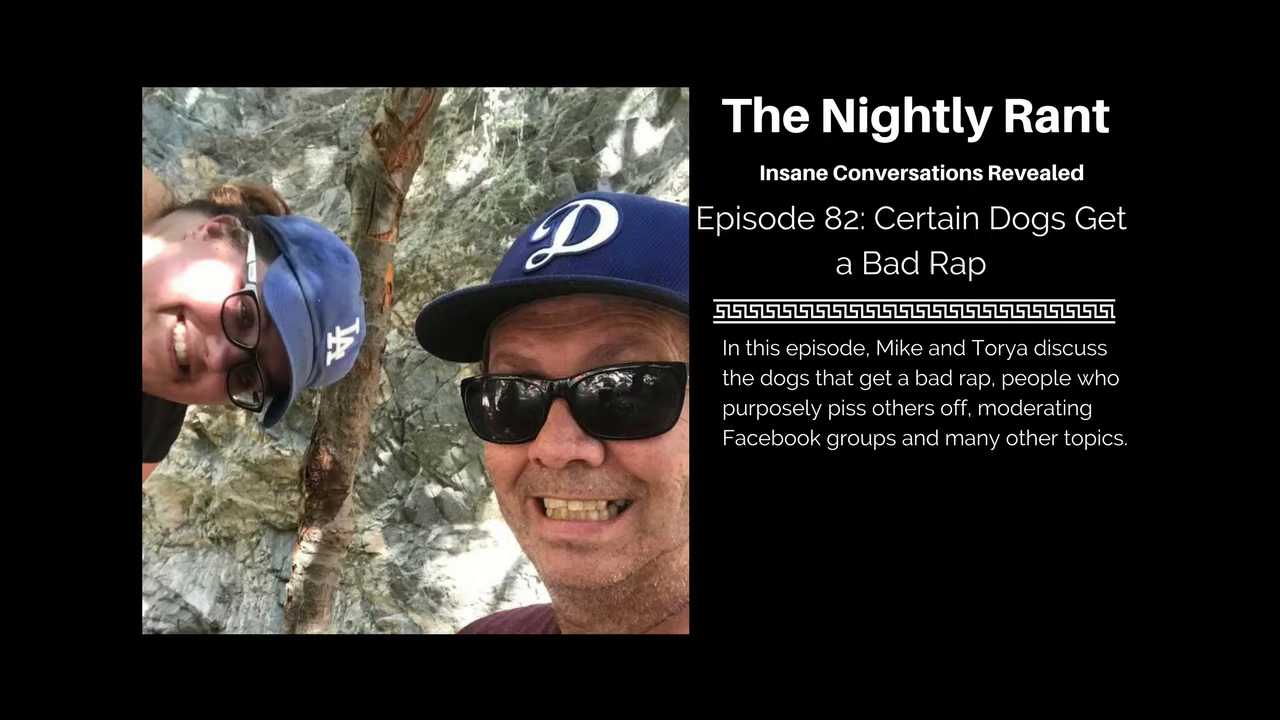 The Nightly Rant
Insane Conversations Revealed
Episode 82: Certain Dogs Get
a Bad Rap
In this episode, Mike and Torya discuss
the dogs that get a bad rap, people who
purposely piss others off, moderating
Facebook groups and many other topics.
LA
D